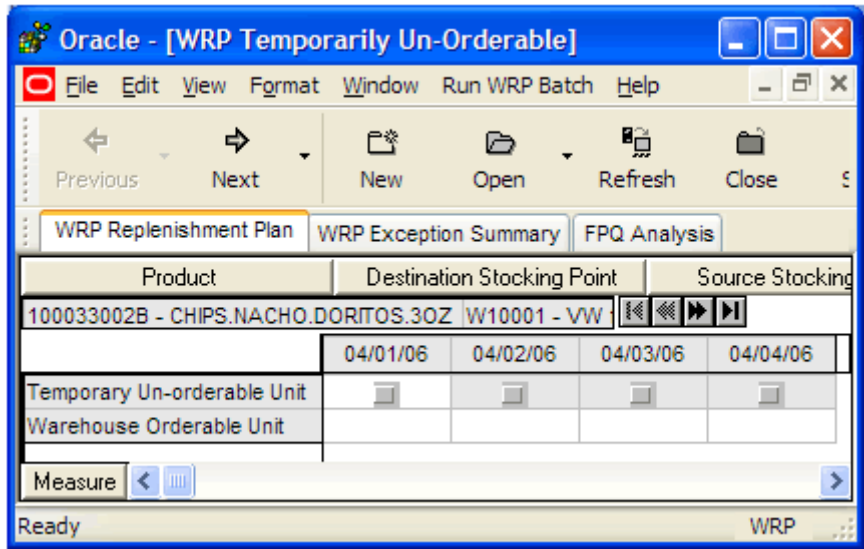 Oracle - [WRP Temporarily Un-Orderable]
File Edit View Format Window Run WRP Batch Help
Previous Next New Open Refresh Close
WRP Replenishment Plan WRP Exception Summary FPQ Analysis
Product Destination Stocking Point Source Stocking
100033002B - CHIPS.NACHO.DORITOS.3OZ W10001 - VW
04/01/06 04/02/06 04/03/06 04/04/06
Temporary Un-orderable Unit
Warehouse Orderable Unit
Measure
Ready WRP